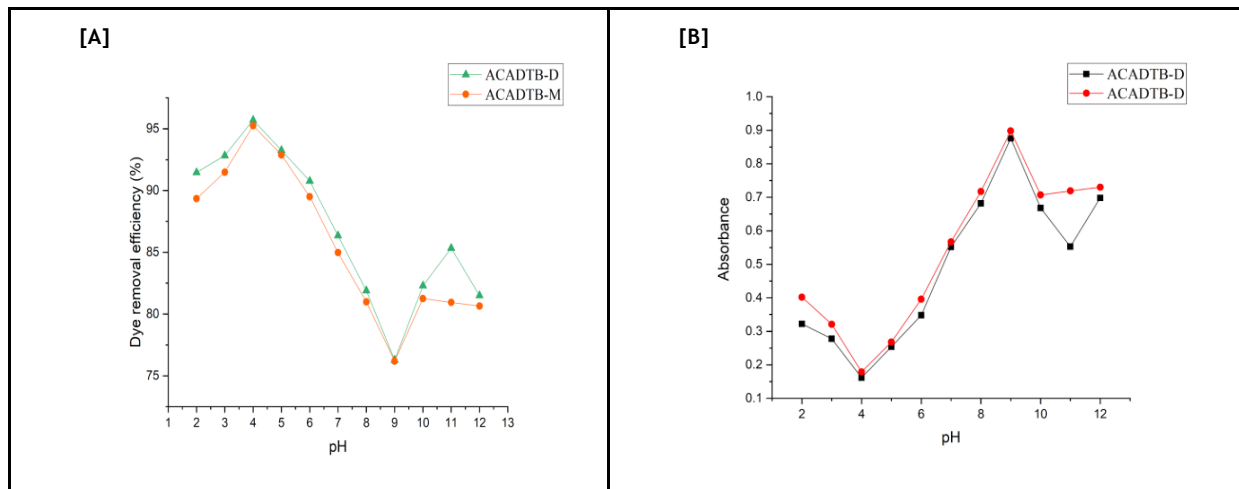 [A]
ACADTB-D
ACADTB-M
Dye removal efficiency (%)
95
90
85
80
75
1 2 3 4 5 6 7 8 9 10 11 12 13
pH
[B]
ACADTB-D
ACADTB-D
Absorbance
1.0
0.9
0.8
0.7
0.6
0.5
0.4
0.3
0.2
0.1
2 4 6 8 10 12
pH